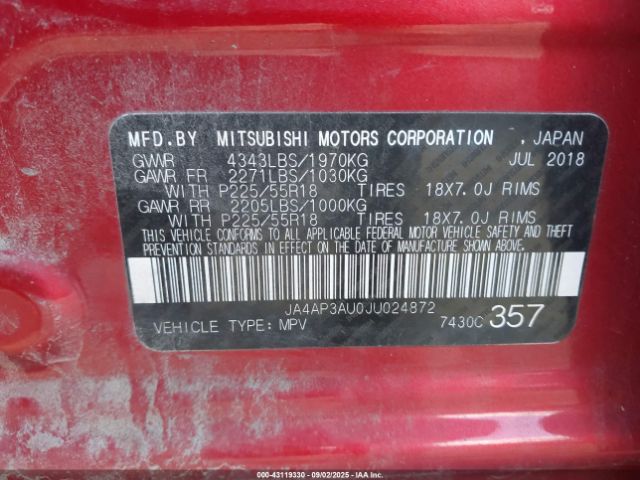 MFD.BY MITSUBISHI MOTORS CORPORATION , JAPAN
GVWR 4343LBS/1970KG JUL 2018
GAWR FR 2271LBS/1030KG
WITH P225/55R18 TIRES 18X7.0J RIMS
GAWR RR 2205LBS/1000KG
WITH P225/55R18 TIRES 18X7.0J RIMS
THIS VEHICLE CONFORMS TO ALL APPLICABLE FEDERAL MOTOR VEHICLE SAFETY AND THEFT
PREVENTION STANDARDS IN EFFECT ON THE DATE OF MANUFACTURE SHOWN ABOVE.
JA4AP3AU0JU024872
VEHICLE TYPE: MPV 7430C 357
000-43119330 - 09/02/2025 - IAAI.COM